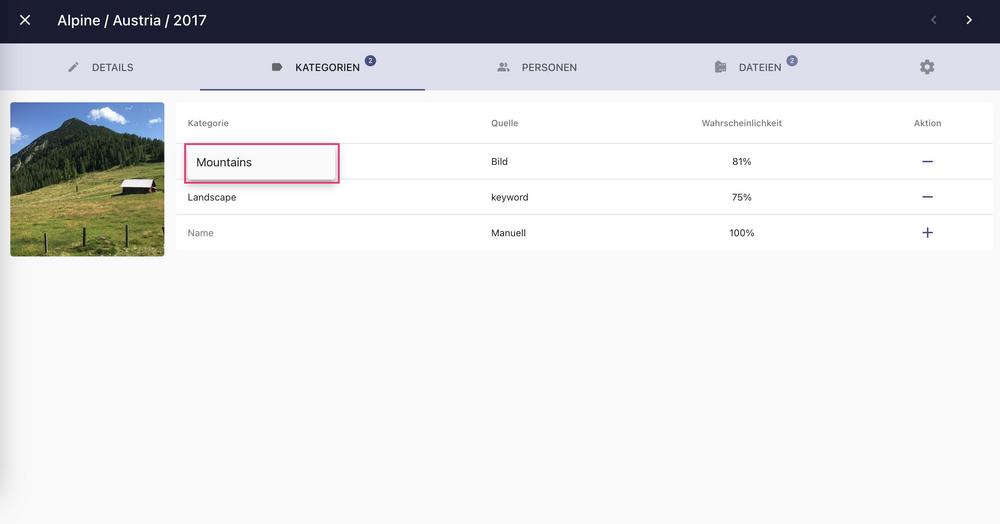 Alpine / Austria / 2017
DETAILS KATEGORIEN 2 PERSONEN DATEIEN 2
Kategorie Quelle Wahrscheinlichkeit Aktion
Mountains Bild 81%
Landscape keyword 75%
Name Manuell 100%